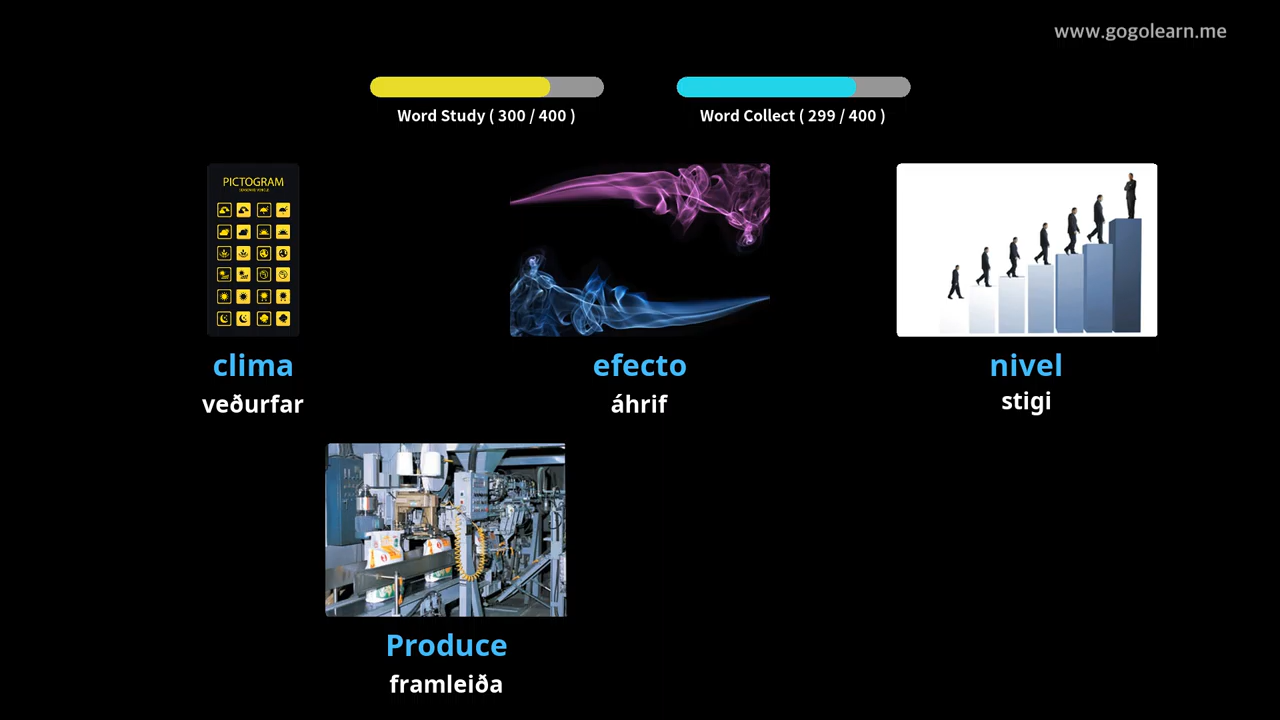 www.gogolearn.me
Word Study ( 300 / 400 )
Word Collect ( 299 / 400 )
PICTOGRAM
clima
veðurfar
efecto
áhrif
nivel
stigi
Produce
framleiða